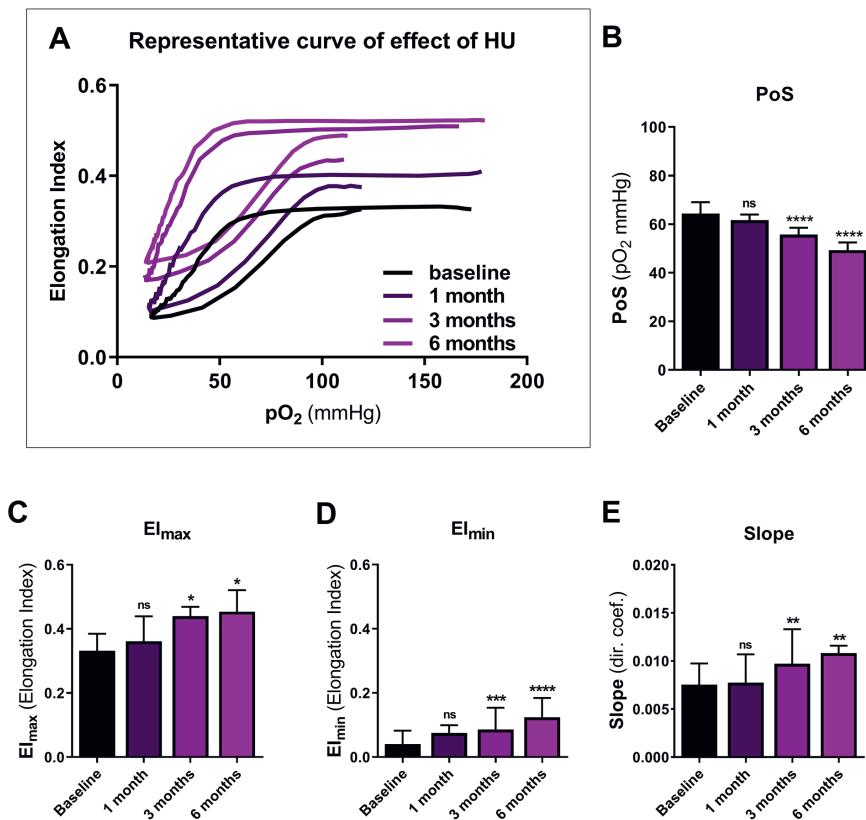 A
Representative curve of effect of HU
Elongation Index
0.6
0.4
0.2
0.0
0
50
100
150
200
pO2 (mmHg)
baseline
1 month
3 months
6 months
B
PoS
PoS (pO2 mmHg)
100
80
60
40
20
0
ns
****
****
Baseline
1 month
3 months
6 months
C
EImax
EImax (Elongation Index)
0.6
0.4
0.2
0.0
ns
*
*
Baseline
1 month
3 months
6 months
D
EImin
EImin (Elongation Index)
0.6
0.4
0.2
0.0
ns
***
****
Baseline
1 month
3 months
6 months
E
Slope
Slope (dir. coef.)
0.020
0.015
0.010
0.005
0.000
ns
**
**
Baseline
1 month
3 months
6 months